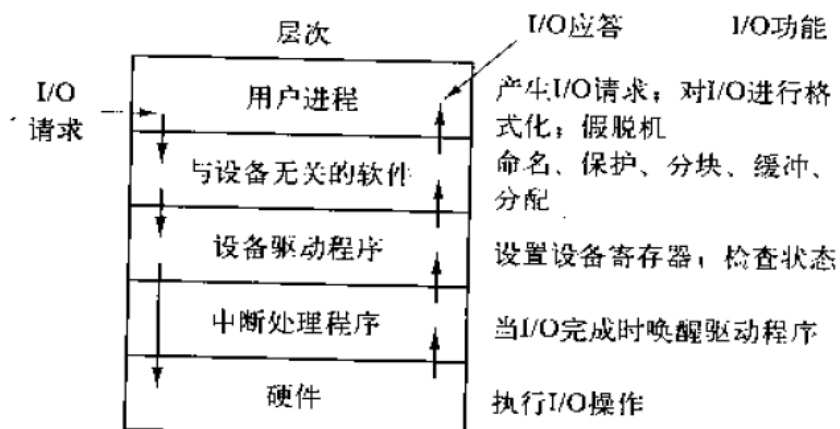 层次
I/O应答
I/O功能
I/O
请求
用户进程
产生I/O请求；对I/O进行格
式化；假脱机
与设备无关的软件
命名、保护、分块、缓冲、
分配
设备驱动程序
设置设备寄存器；检查状态
中断处理程序
当I/O完成时唤醒驱动程序
硬件
执行I/O操作